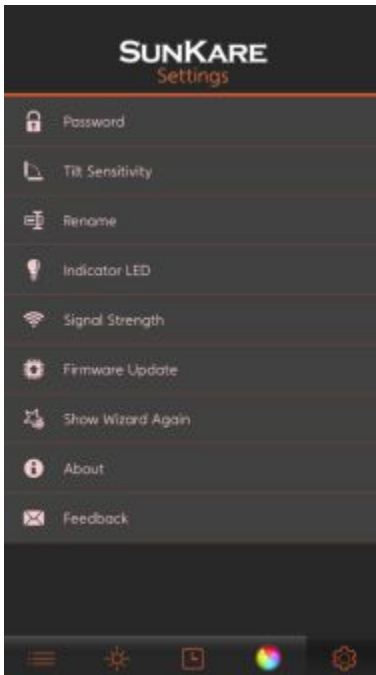 SUNKARE
Settings
Password
Tilt Sensitivity
Rename
Indicator LED
Signal Strength
Firmware Update
Show Wizard Again
About
Feedback